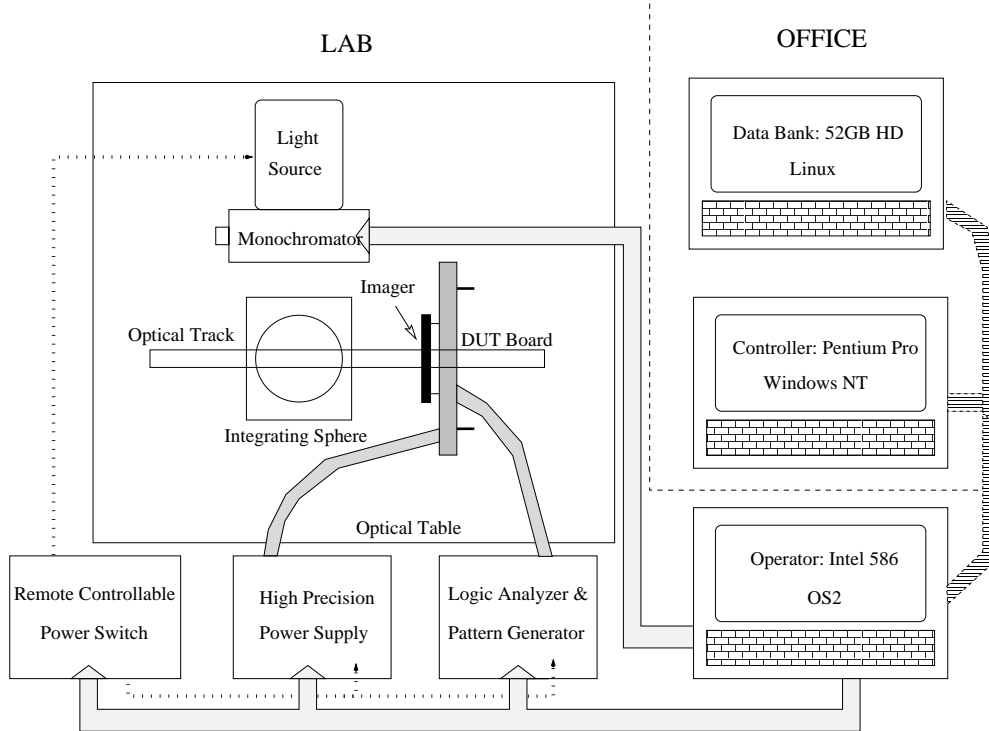 LAB
OFFICE
Light
Source
Monochromator
Imager
Optical Track
DUT Board
Integrating Sphere
Optical Table
Data Bank: 52GB HD
Linux
Controller: Pentium Pro
Windows NT
Operator: Intel 586
OS2
Remote Controllable
Power Switch
High Precision
Power Supply
Logic Analyzer &
Pattern Generator